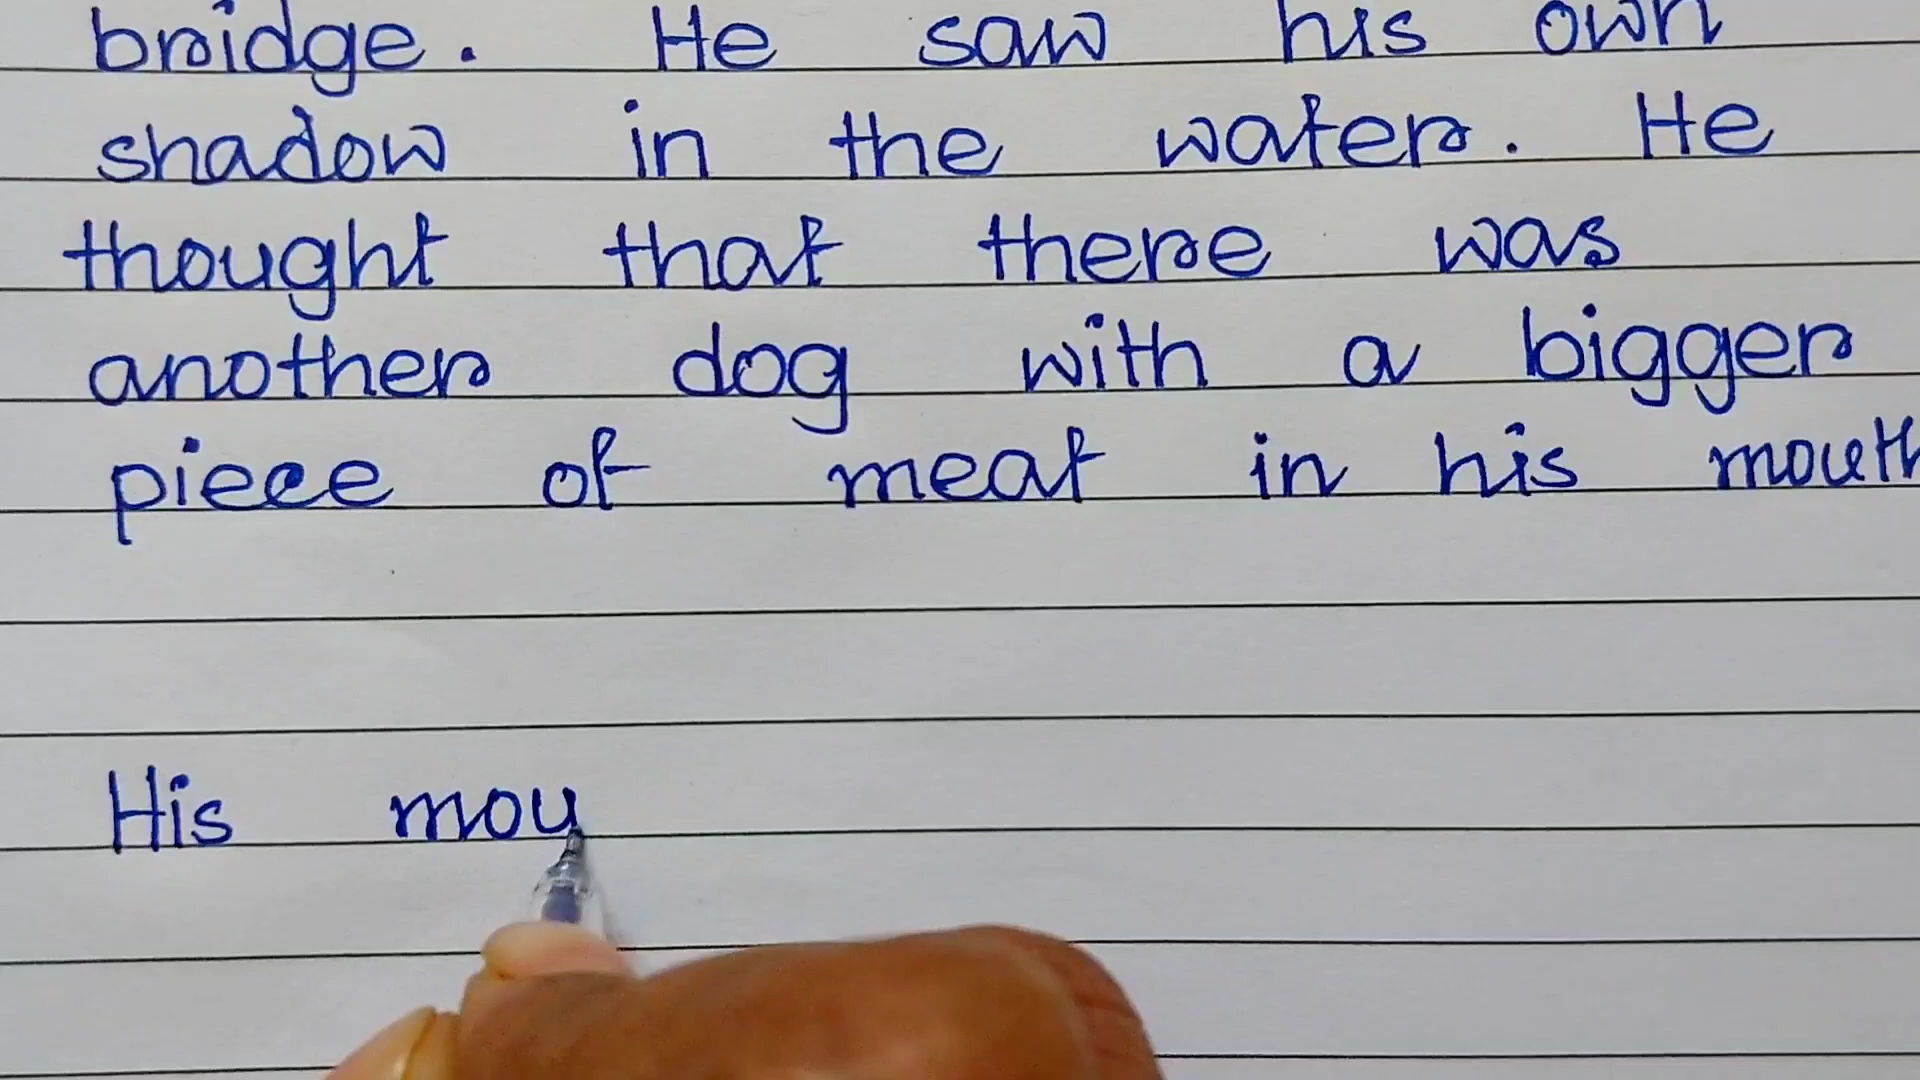 bridge. He saw his own
shadow in the water. He
thought that there was
another dog with a bigger
piece of meat in his mouth
His mou